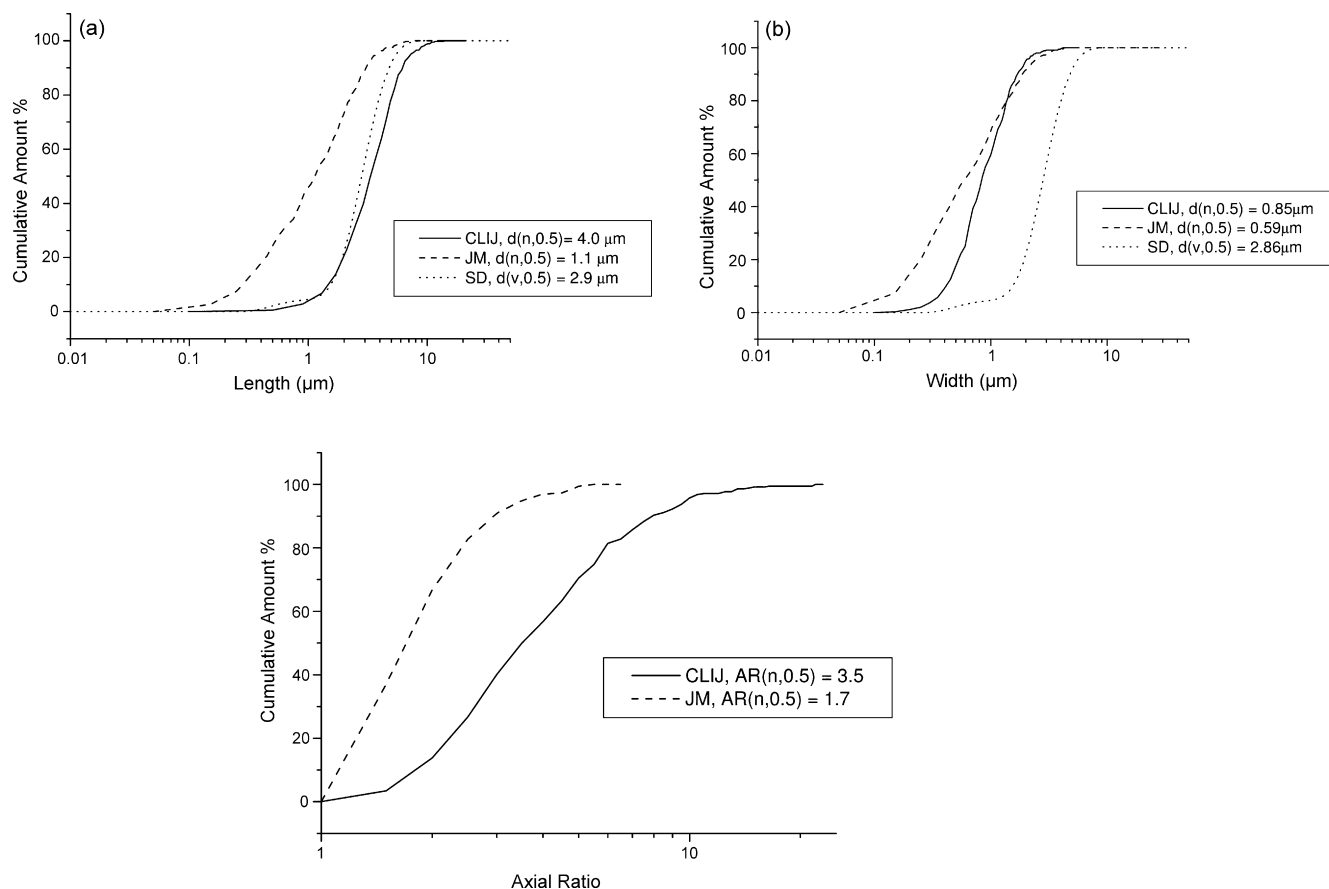 (a)
100
80
60
40
20
0
Cumulative Amount %
CLIJ, d(n,0.5)= 4.0 μm
JM, d(n,0.5) = 1.1 μm
SD, d(v,0.5) = 2.9 μm
0.01
0.1
1
10
Length (μm)
(b)
100
80
60
40
20
0
Cumulative Amount %
CLIJ, d(n,0.5) = 0.85μm
JM, d(n,0.5) = 0.59μm
SD, d(v,0.5) = 2.86μm
0.01
0.1
1
10
Width (μm)
100
80
60
40
20
0
Cumulative Amount %
CLIJ, AR(n,0.5) = 3.5
JM, AR(n,0.5) = 1.7
1
10
Axial Ratio